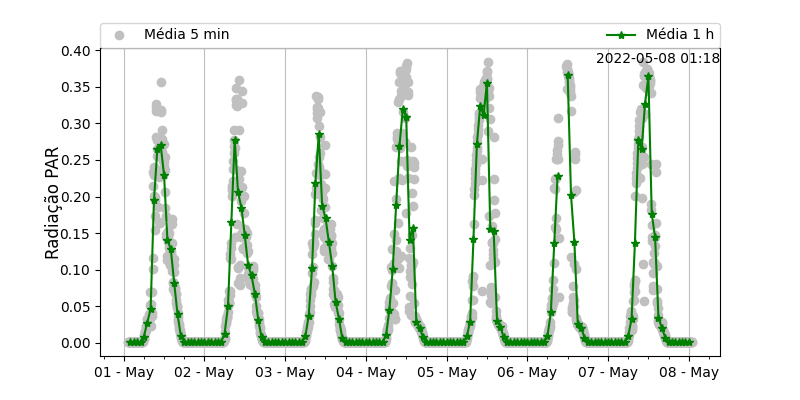 Média 5 min
Média 1 h
2022-05-08 01:18
Radiação PAR
0.40
0.35
0.30
0.25
0.20
0.15
0.10
0.05
0.00
01 - May
02 - May
03 - May
04 - May
05 - May
06 - May
07 - May
08 - May